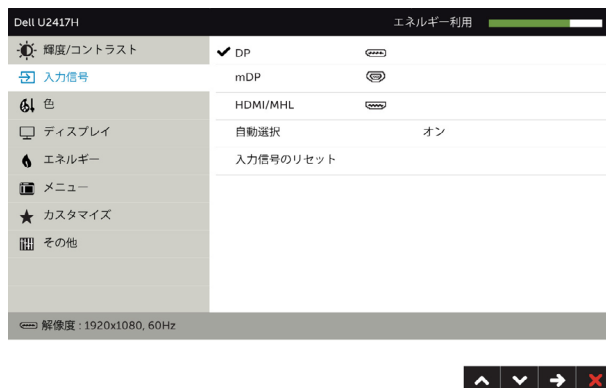 Dell U2417H
エネルギー利用
輝度/コントラスト
入力信号
色
ディスプレイ
エネルギー
メニュー
カスタマイズ
その他
DP
mDP
HDMI/MHL
自動選択 オン
入力信号のリセット
解像度 : 1920x1080, 60Hz